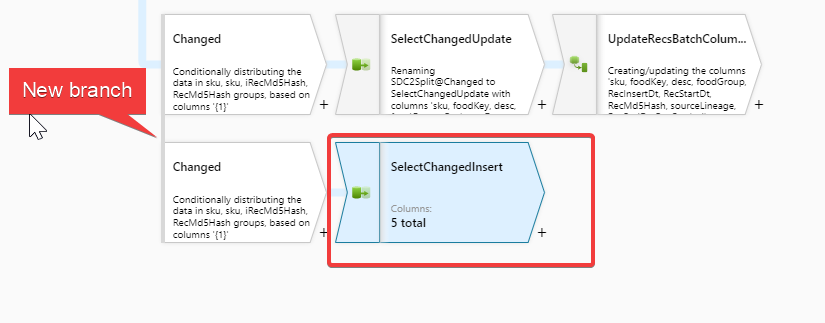 Changed
Conditionally distributing the
data in sku, sku, iRecMd5Hash,
RecMd5Hash groups, based on
columns '{1}'
+
SelectChangedUpdate
Renaming
SDC2Split@Changed to
SelectChangedUpdate with
columns 'sku, foodKey, desc,
+
UpdateRecsBatchColum...
Creating/updating the columns
'sku, foodKey, desc, foodGroup,
RecInsertDt, RecStartDt,
RecMd5Hash, sourceLineage,
+
New branch
Changed
Conditionally distributing the
data in sku, sku, iRecMd5Hash,
RecMd5Hash groups, based on
columns '{1}'
+
SelectChangedInsert
Columns:
5 total
+